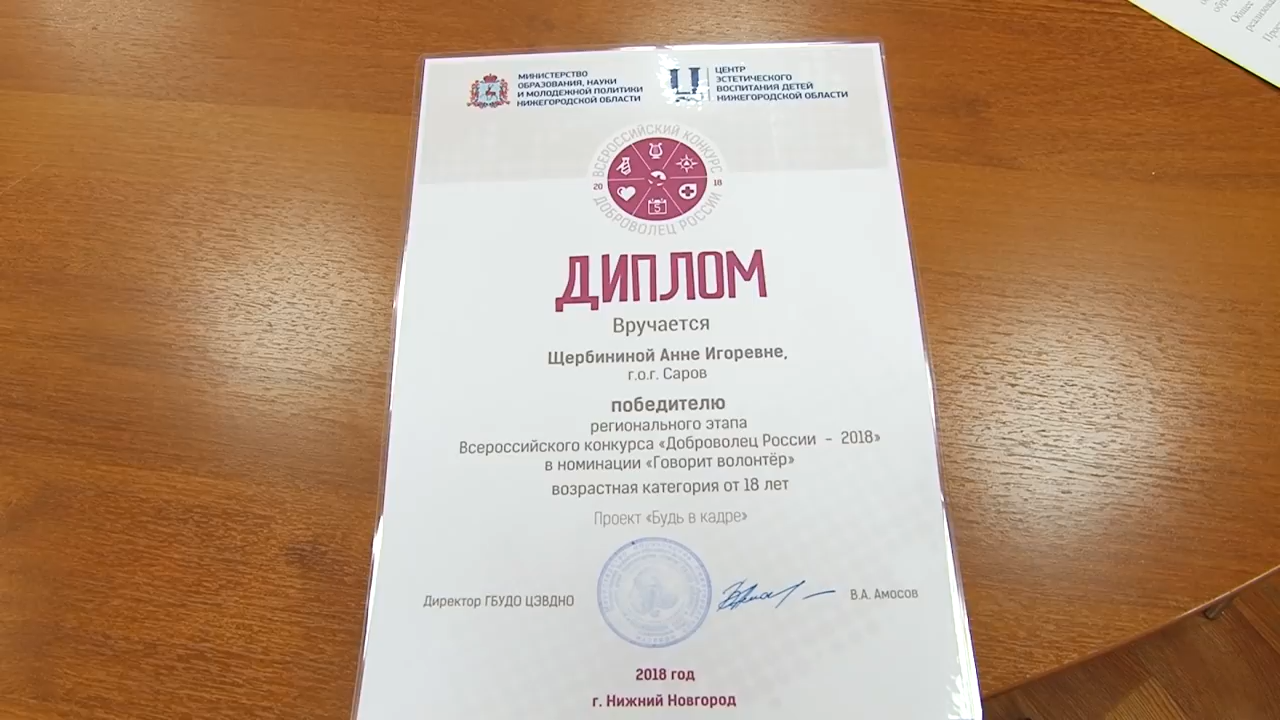 МИНИСТЕРСТВО
ОБРАЗОВАНИЯ, НАУКИ
И МОЛОДЕЖНОЙ ПОЛИТИКИ
НИЖЕГОРОДСКОЙ ОБЛАСТИ
Ц
ЦЕНТР
ЭСТЕТИЧЕСКОГО
ВОСПИТАНИЯ ДЕТЕЙ
НИЖЕГОРОДСКОЙ ОБЛАСТИ
ВСЕРОССИЙСКИЙ КОНКУРС
20 18
5
ДОБРОВОЛЕЦ РОССИИ
ДИПЛОМ
Вручается
Щербининой Анне Игоревне,
г.о.г. Саров
победителю
регионального этапа
Всероссийского конкурса «Доброволец России - 2018»
в номинации «Говорит волонтёр»
возрастная категория от 18 лет
Проект «Будь в кадре»
Директор ГБУДО ЦЭВДНО
В.А. Амосов
2018 год
г. Нижний Новгород
Общее